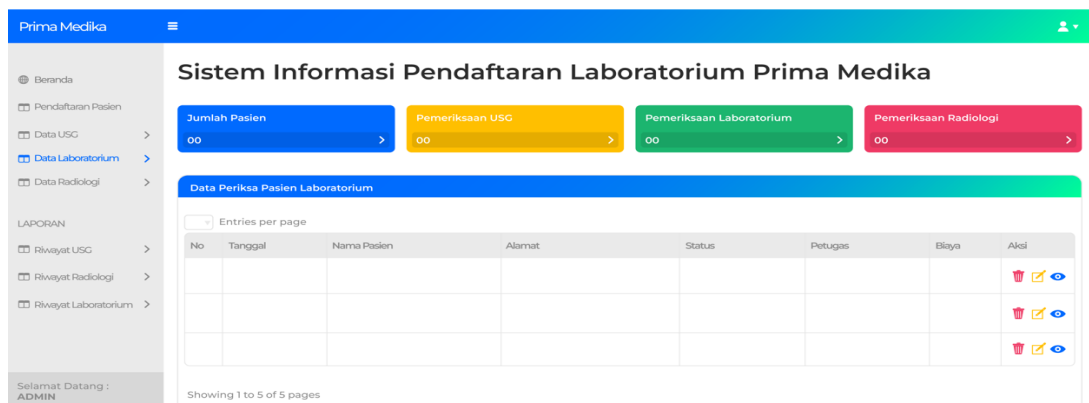 Prima Medika
Beranda
Pendaftaran Pasien
Data USG
Data Laboratorium
Data Radiologi
LAPORAN
Riwayat USG
Riwayat Radiologi
Riwayat Laboratorium
Selamat Datang :
ADMIN
Sistem Informasi Pendaftaran Laboratorium Prima Medika
Jumlah Pasien
00
Pemeriksaan USG
00
Pemeriksaan Laboratorium
00
Pemeriksaan Radiologi
00
Data Periksa Pasien Laboratorium
Entries per page
No Tanggal Nama Pasien Alamat Status Petugas Biaya Aksi
Showing 1 to 5 of 5 pages